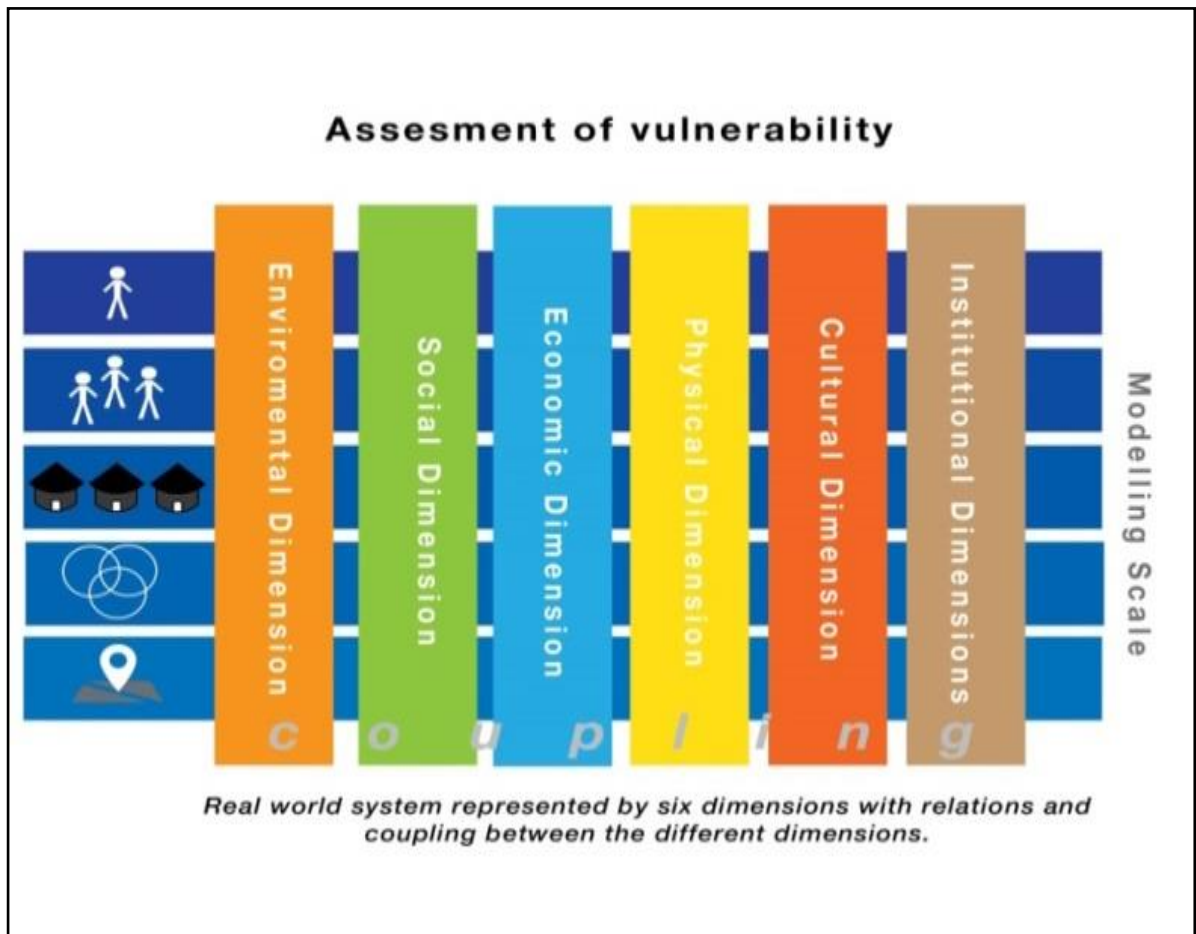 Assesment of vulnerability
Enviromental Dimension
Social Dimension
Economic Dimension
Physical Dimension
Cultural Dimension
Institutional Dimensions
Modelling Scale
coupling
Real world system represented by six dimensions with relations and
coupling between the different dimensions.